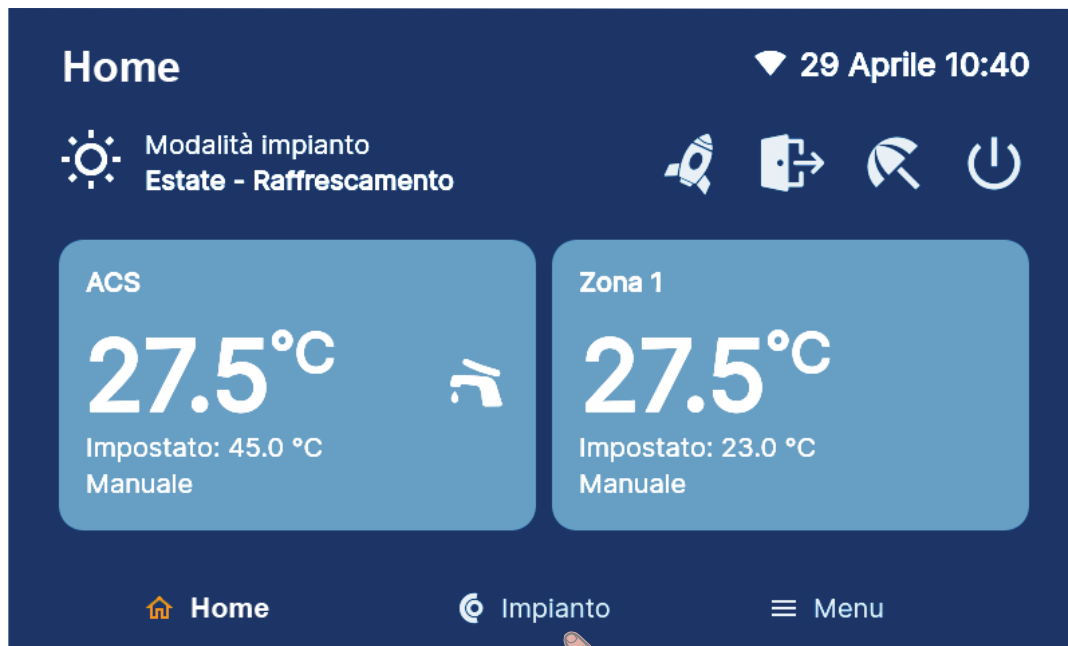 Home
29 Aprile 10:40
Modalità impianto
Estate - Raffrescamento
ACS
27.5°C
Impostato: 45.0 °C
Manuale
Zona 1
27.5°C
Impostato: 23.0 °C
Manuale
Home
Impianto
Menu